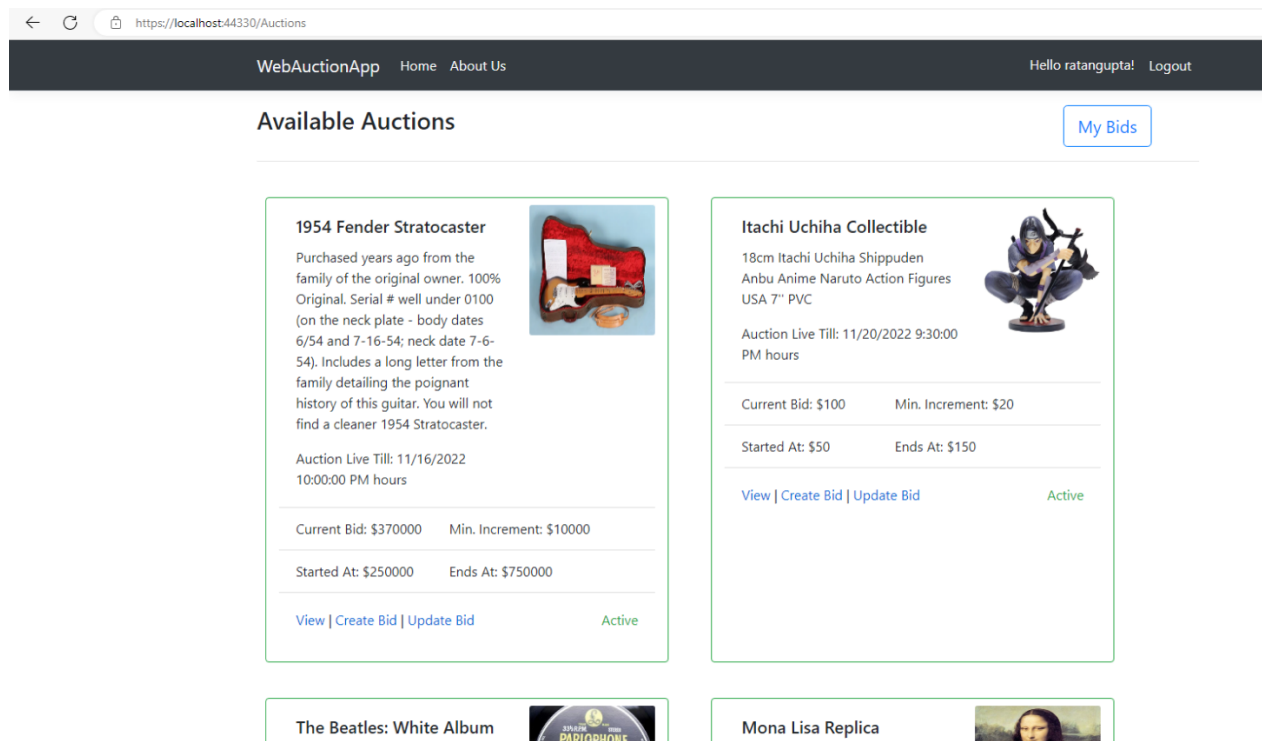 https://localhost:44330/Auctions
WebAuctionApp Home About Us Hello ratangupta! Logout
Available Auctions
My Bids
1954 Fender Stratocaster
Purchased years ago from the
family of the original owner. 100%
Original. Serial # well under 0100
(on the neck plate - body dates
6/54 and 7-16-54; neck date 7-6-
54). Includes a long letter from the
family detailing the poignant
history of this guitar. You will not
find a cleaner 1954 Stratocaster.
Auction Live Till: 11/16/2022
10:00:00 PM hours
Current Bid: $370000 Min. Increment: $10000
Started At: $250000 Ends At: $750000
View | Create Bid | Update Bid Active
Itachi Uchiha Collectible
18cm Itachi Uchiha Shippuden
Anbu Anime Naruto Action Figures
USA 7'' PVC
Auction Live Till: 11/20/2022 9:30:00
PM hours
Current Bid: $100 Min. Increment: $20
Started At: $50 Ends At: $150
View | Create Bid | Update Bid Active
The Beatles: White Album
PARLOPHONE
Mona Lisa Replica